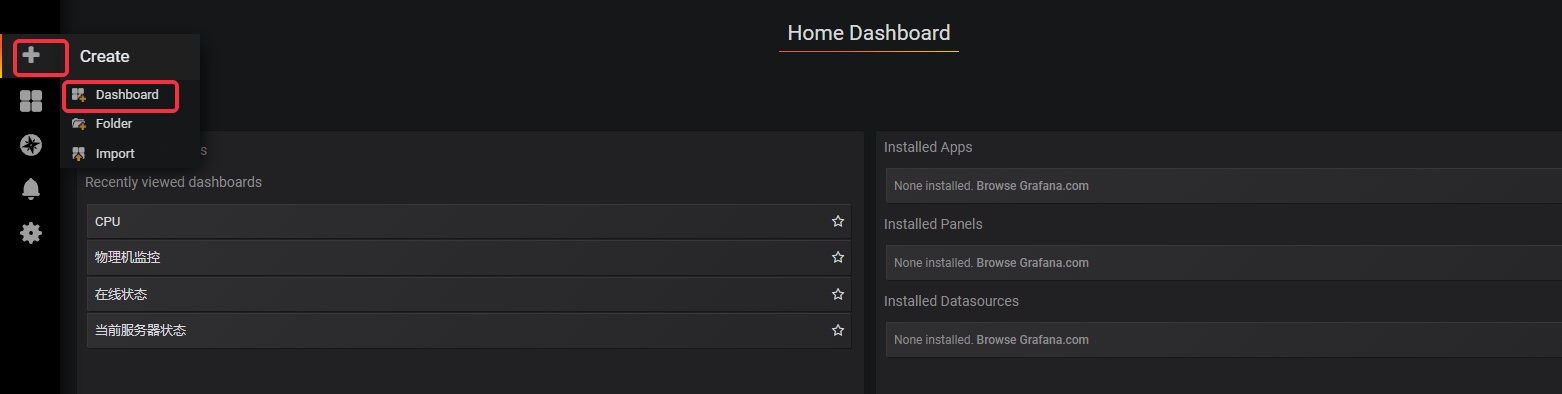 Home Dashboard
Create
Dashboard
Folder
Import
s
Recently viewed dashboards
CPU
物理机监控
在线状态
当前服务器状态
Installed Apps
None installed. Browse Grafana.com
Installed Panels
None installed. Browse Grafana.com
Installed Datasources
None installed. Browse Grafana.com